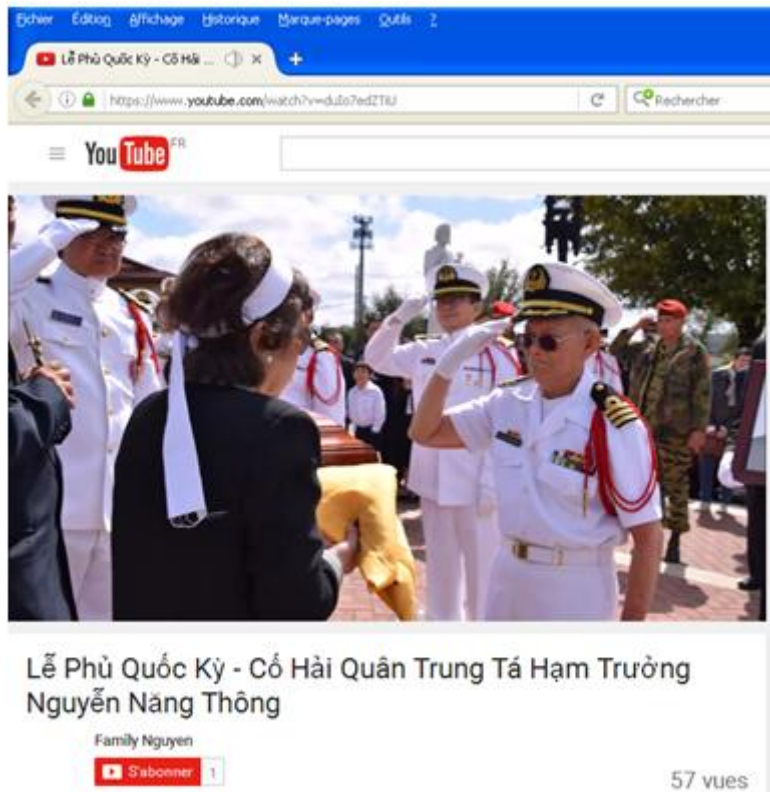 Fichier Édition Affichage Historique Marque-pages Outils ?
Lễ Phủ Quốc Kỳ - Cố Hải ...
https://www.youtube.com/watch?v=
Rechercher
YouTube FR
Lễ Phủ Quốc Kỳ - Cố Hải Quân Trung Tá Hạm Trưởng
Nguyễn Năng Thông
Family Nguyen
S'abonner 1
57 vues